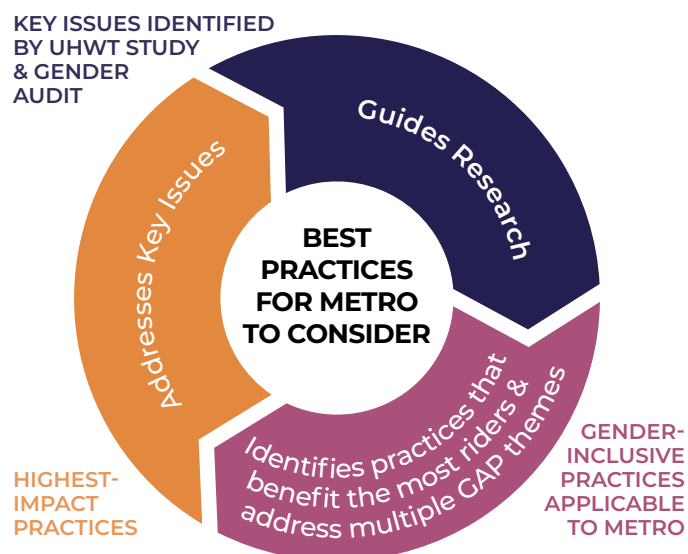 KEY ISSUES IDENTIFIED
BY UHWT STUDY
& GENDER
AUDIT
Guides Research
Addresses Key Issues
BEST
PRACTICES
FOR METRO
TO CONSIDER
Identifies practices that
benefit the most riders &
address multiple GAP themes
GENDER-
INCLUSIVE
PRACTICES
APPLICABLE
TO METRO
HIGHEST-
IMPACT
PRACTICES